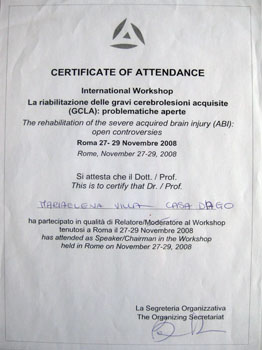 CERTIFICATE OF ATTENDANCE
International Workshop
La riabilitazione delle gravi cerebrolesioni acquisite
(GCLA): problematiche aperte
The rehabilitation of the severe acquired brain injury (ABI):
open controversies
Roma 27- 29 Novembre 2008
Rome, November 27-29, 2008
Si attesta che il Dott. / Prof.
This is to certify that Dr. / Prof.
MARIAELENA VILLA CASA DAGO
ha partecipato in qualità di Relatore/Moderatore al Workshop
tenutosi a Roma il 27-29 Novembre 2008
has attended as Speaker/Chairman in the Workshop
held in Rome on November 27-29, 2008
La Segreteria Organizzativa
The Organizing Secretariat